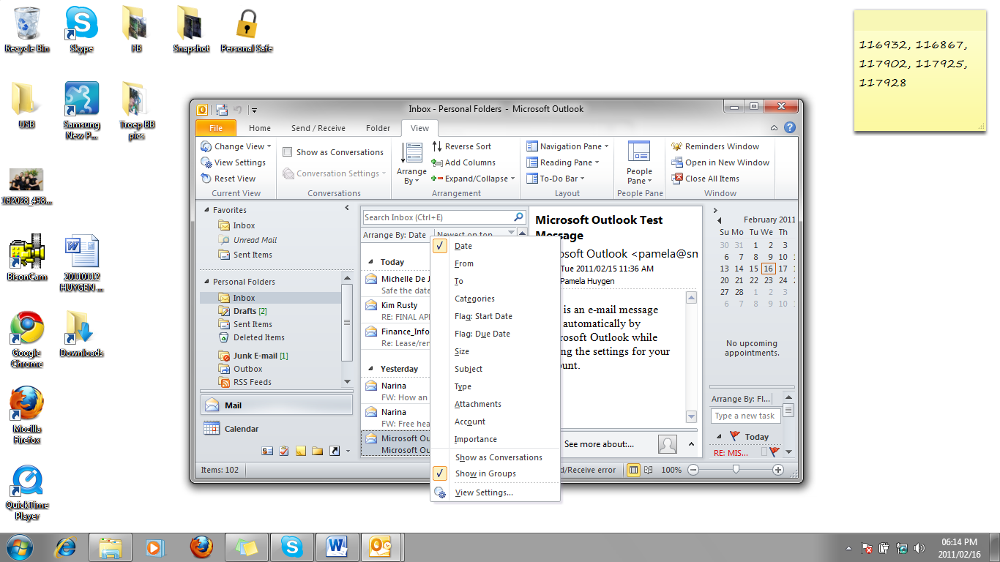 Recycle Bin
Skype
FB
Snapshot
Personal Safe
USB
Samsung
New P...
Troep BB
pics
182028_498...
BisonCam
20110112
HUYGEN ...
Google
Chrome
Downloads
Mozilla
Firefox
QuickTime
Player
116932, 116867,
117902, 117925,
117928
Inbox - Personal Folders - Microsoft Outlook
File Home Send / Receive Folder View
Change View
View Settings
Reset View
Current View
Show as Conversations
Conversation Settings
Conversations
Arrange
By
Reverse Sort
Add Columns
Expand/Collapse
Arrangement
Navigation Pane
Reading Pane
To-Do Bar
Layout
People
Pane
People Pane
Reminders Window
Open in New Window
Close All Items
Window
Favorites
Inbox
Unread Mail
Sent Items
Personal Folders
Inbox
Drafts [2]
Sent Items
Deleted Items
Junk E-mail [1]
Outbox
RSS Feeds
Mail
Calendar
Items: 102
Search Inbox (Ctrl+E)
Arrange By: Date Newest on top
Today
Michelle De J
Safe the date
Kim Rusty
RE: FINAL AP
Finance_Info
Re: Lease/ren
Yesterday
Narina
FW: How an
Narina
FW: Free hea
Microsoft Ou
Microsoft Ou
Date
From
To
Categories
Flag: Start Date
Flag: Due Date
Size
Subject
Type
Attachments
Account
Importance
Show as Conversations
Show in Groups
View Settings...
Microsoft Outlook Test
Message
osoft Outlook <pamela@sm
Tue 2011/02/15 11:36 AM
Pamela Huygen
is an e-mail message
automatically by
rosoft Outlook while
ng the settings for your
unt.
See more about:...
d/Receive error
100%
February 2011
Su Mo Tu We Th
30 31 1 2 3
6 7 8 9 10
13 14 15 16 17
20 21 22 23 24
27 28 1 2 3
6 7 8 9 10
No upcoming
appointments.
Arrange By: Fl...
Type a new task
Today
RE: MIS...
06:14 PM
2011/02/16